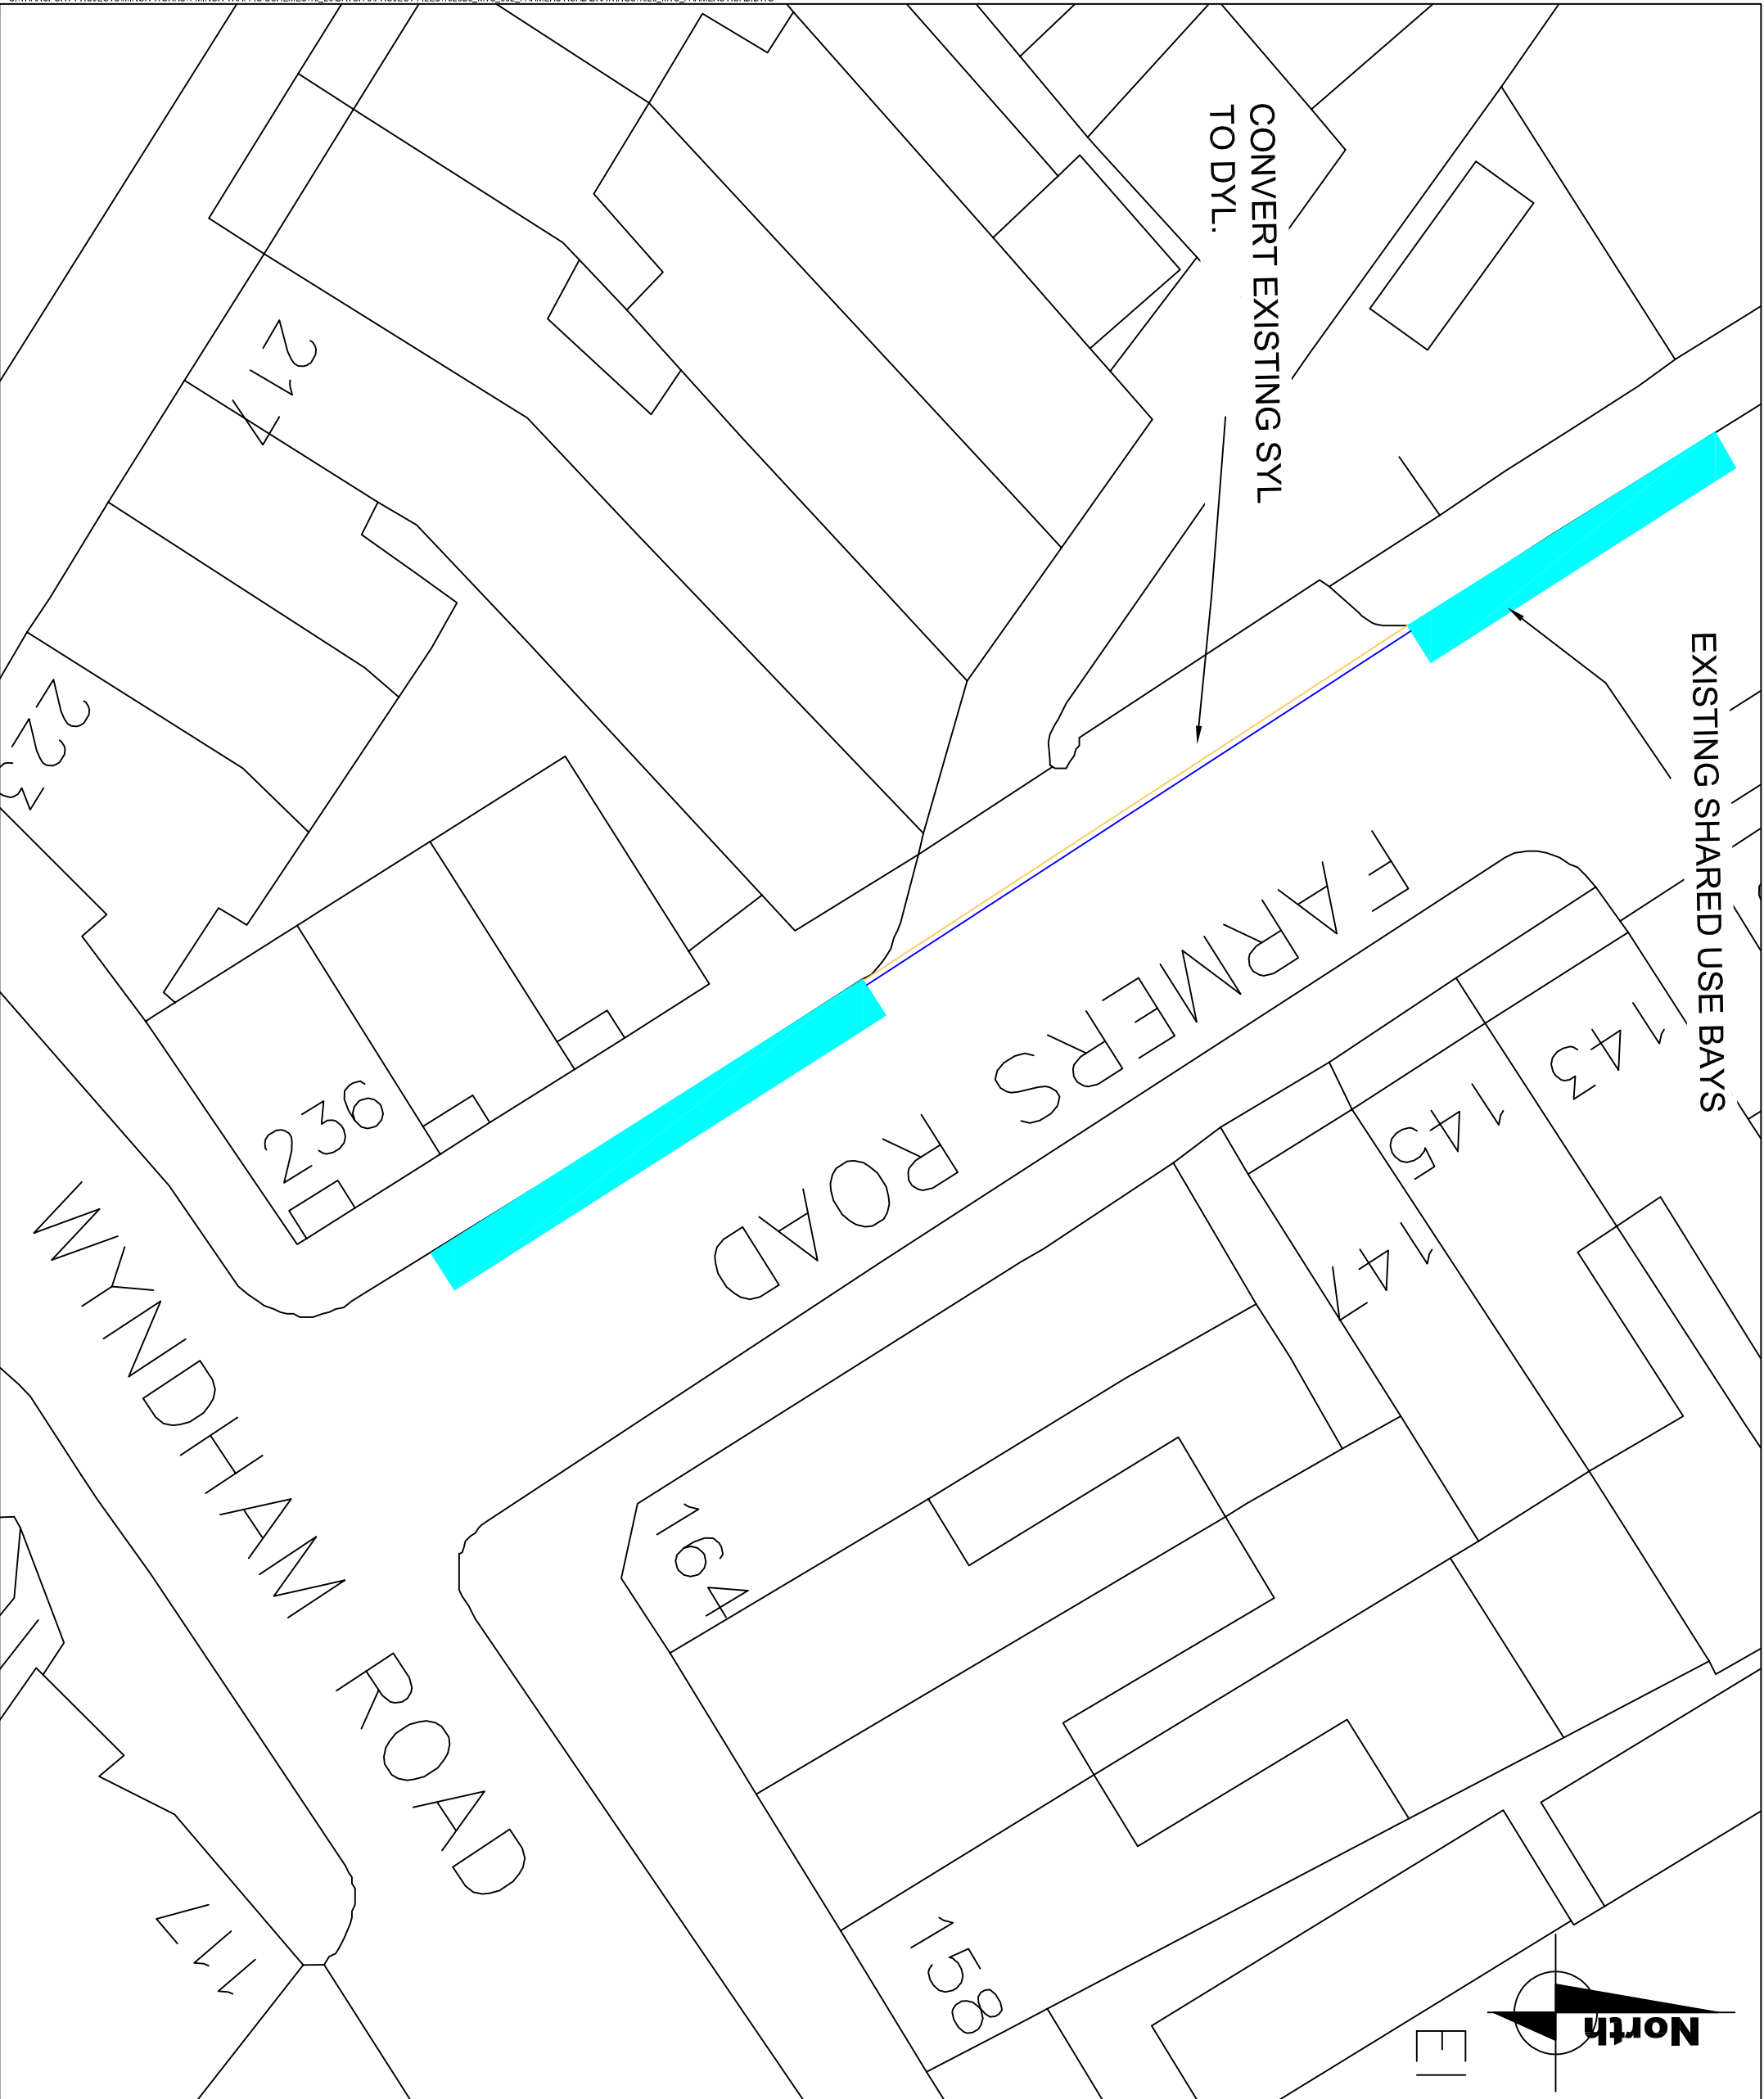 CONVERT EXISTING SYL
TO DYL.
EXISTING SHARED USE BAYS
217
223
236
FARMERS ROAD
143
145
147
WYNDHAM ROAD
164
158
117
North